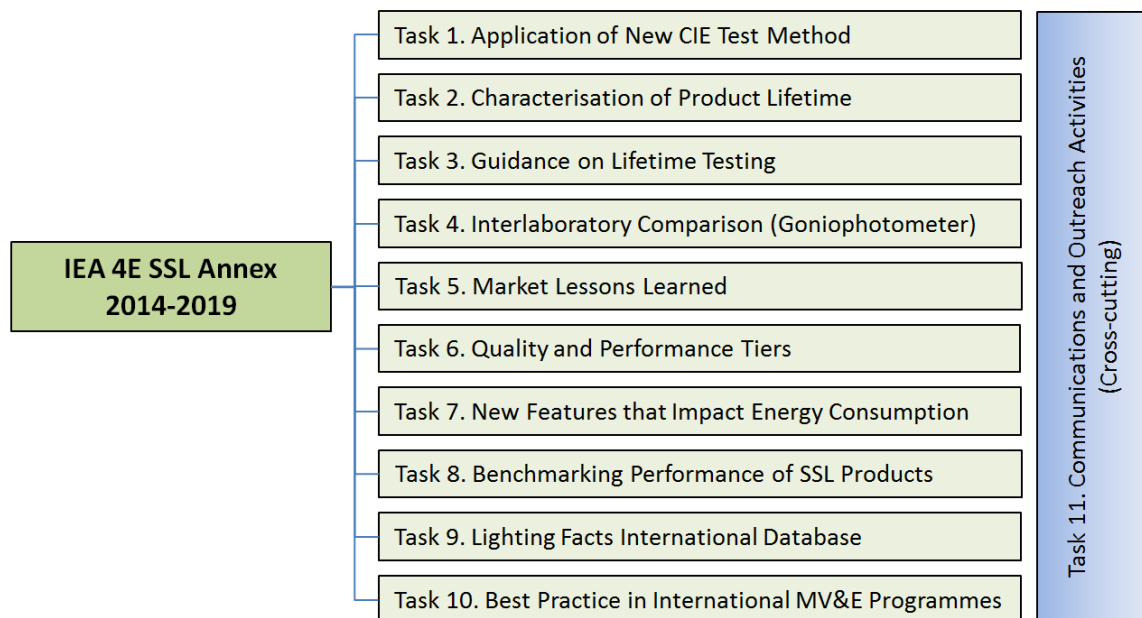 IEA 4E SSL Annex
2014-2019
Task 1. Application of New CIE Test Method
Task 2. Characterisation of Product Lifetime
Task 3. Guidance on Lifetime Testing
Task 4. Interlaboratory Comparison (Goniophotometer)
Task 5. Market Lessons Learned
Task 6. Quality and Performance Tiers
Task 7. New Features that Impact Energy Consumption
Task 8. Benchmarking Performance of SSL Products
Task 9. Lighting Facts International Database
Task 10. Best Practice in International MV&E Programmes
Task 11. Communications and Outreach Activities
(Cross-cutting)